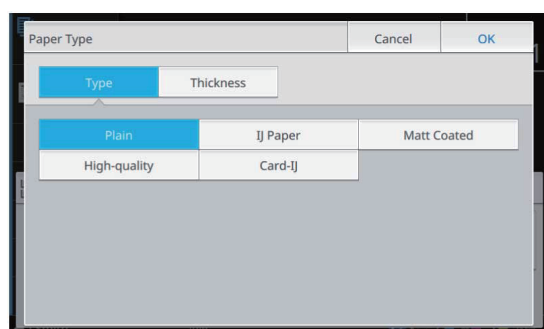 Paper Type
Cancel
OK
Type
Thickness
Plain
IJ Paper
Matt Coated
High-quality
Card-IJ